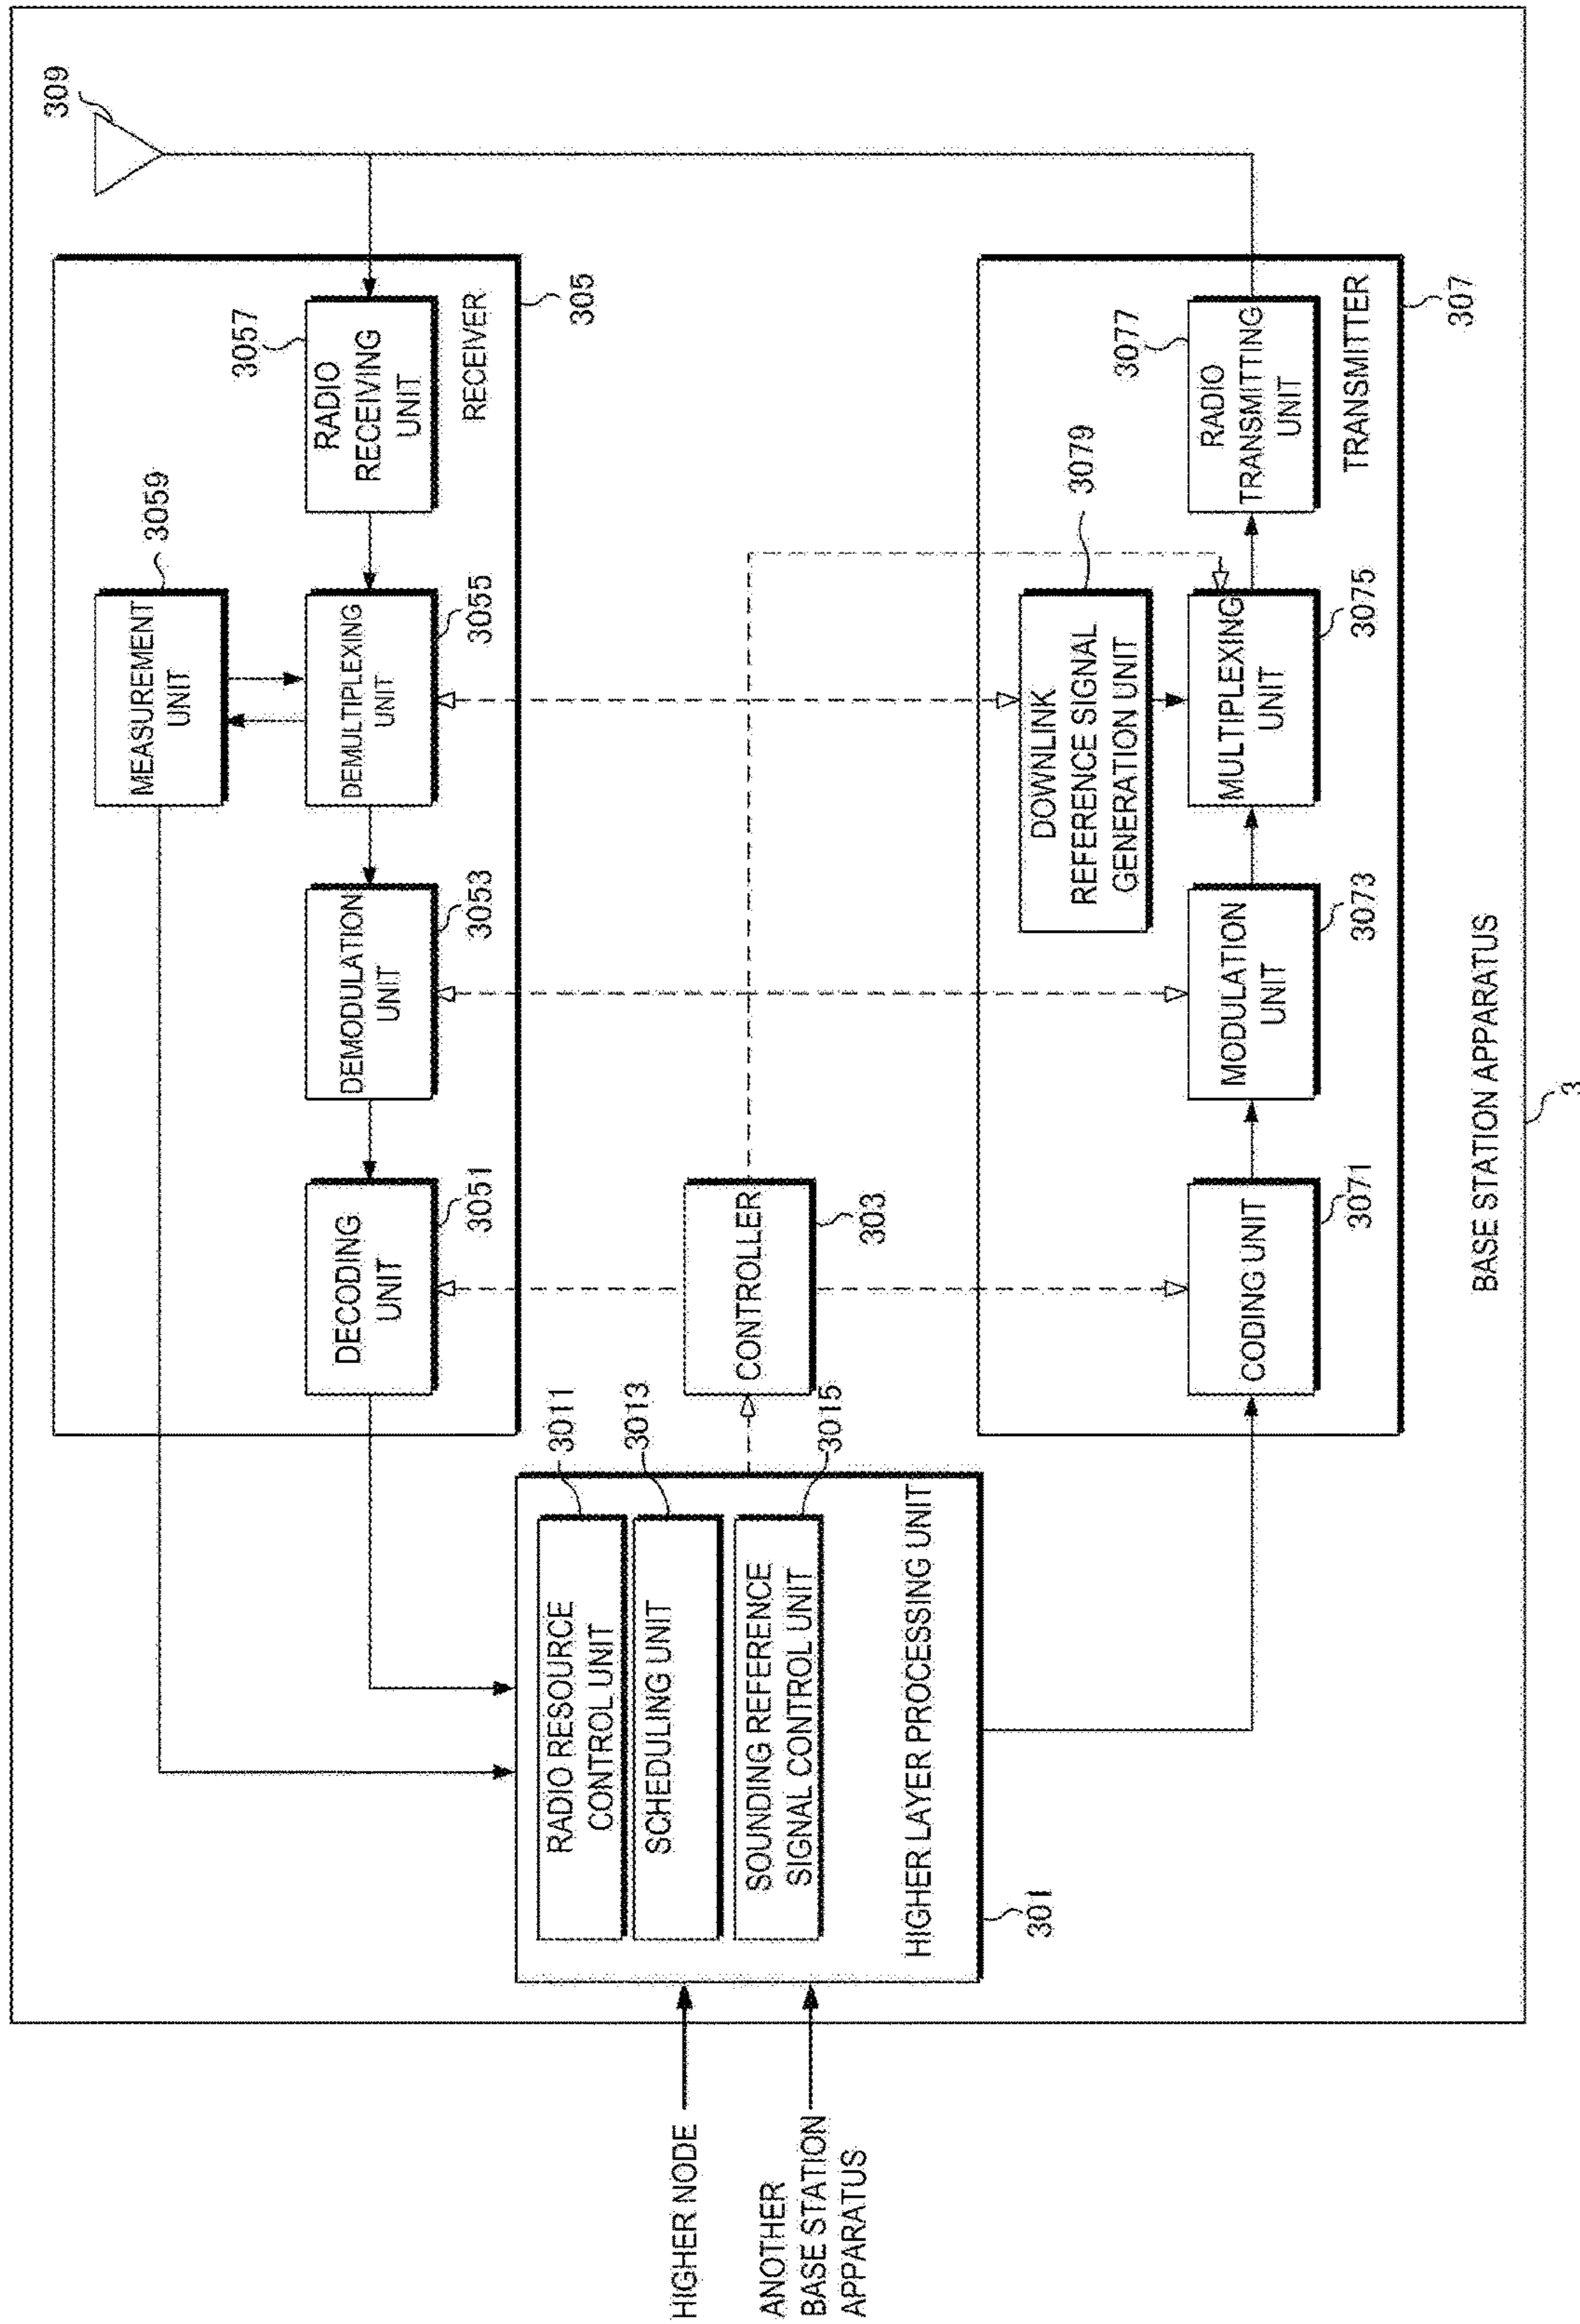 309
3059
MEASUREMENT
UNIT
3057
RADIO
RECEIVING
UNIT
RECEIVER
305
DEMULTIPLEXING
UNIT
3055
DEMODULATION
UNIT
3053
DECODING
UNIT
3051
CONTROLLER
303
3011
RADIO RESOURCE
CONTROL UNIT
3013
SCHEDULING UNIT
3015
SOUNDING REFERENCE
SIGNAL CONTROL UNIT
HIGHER LAYER PROCESSING UNIT
301
HIGHER NODE
ANOTHER
BASE STATION
APPARATUS
3079
DOWNLINK
REFERENCE SIGNAL
GENERATION UNIT
CODING UNIT
3071
MODULATION
UNIT
3073
MULTIPLEXING
UNIT
3075
3077
RADIO
TRANSMITTING
UNIT
TRANSMITTER
307
BASE STATION APPARATUS
3